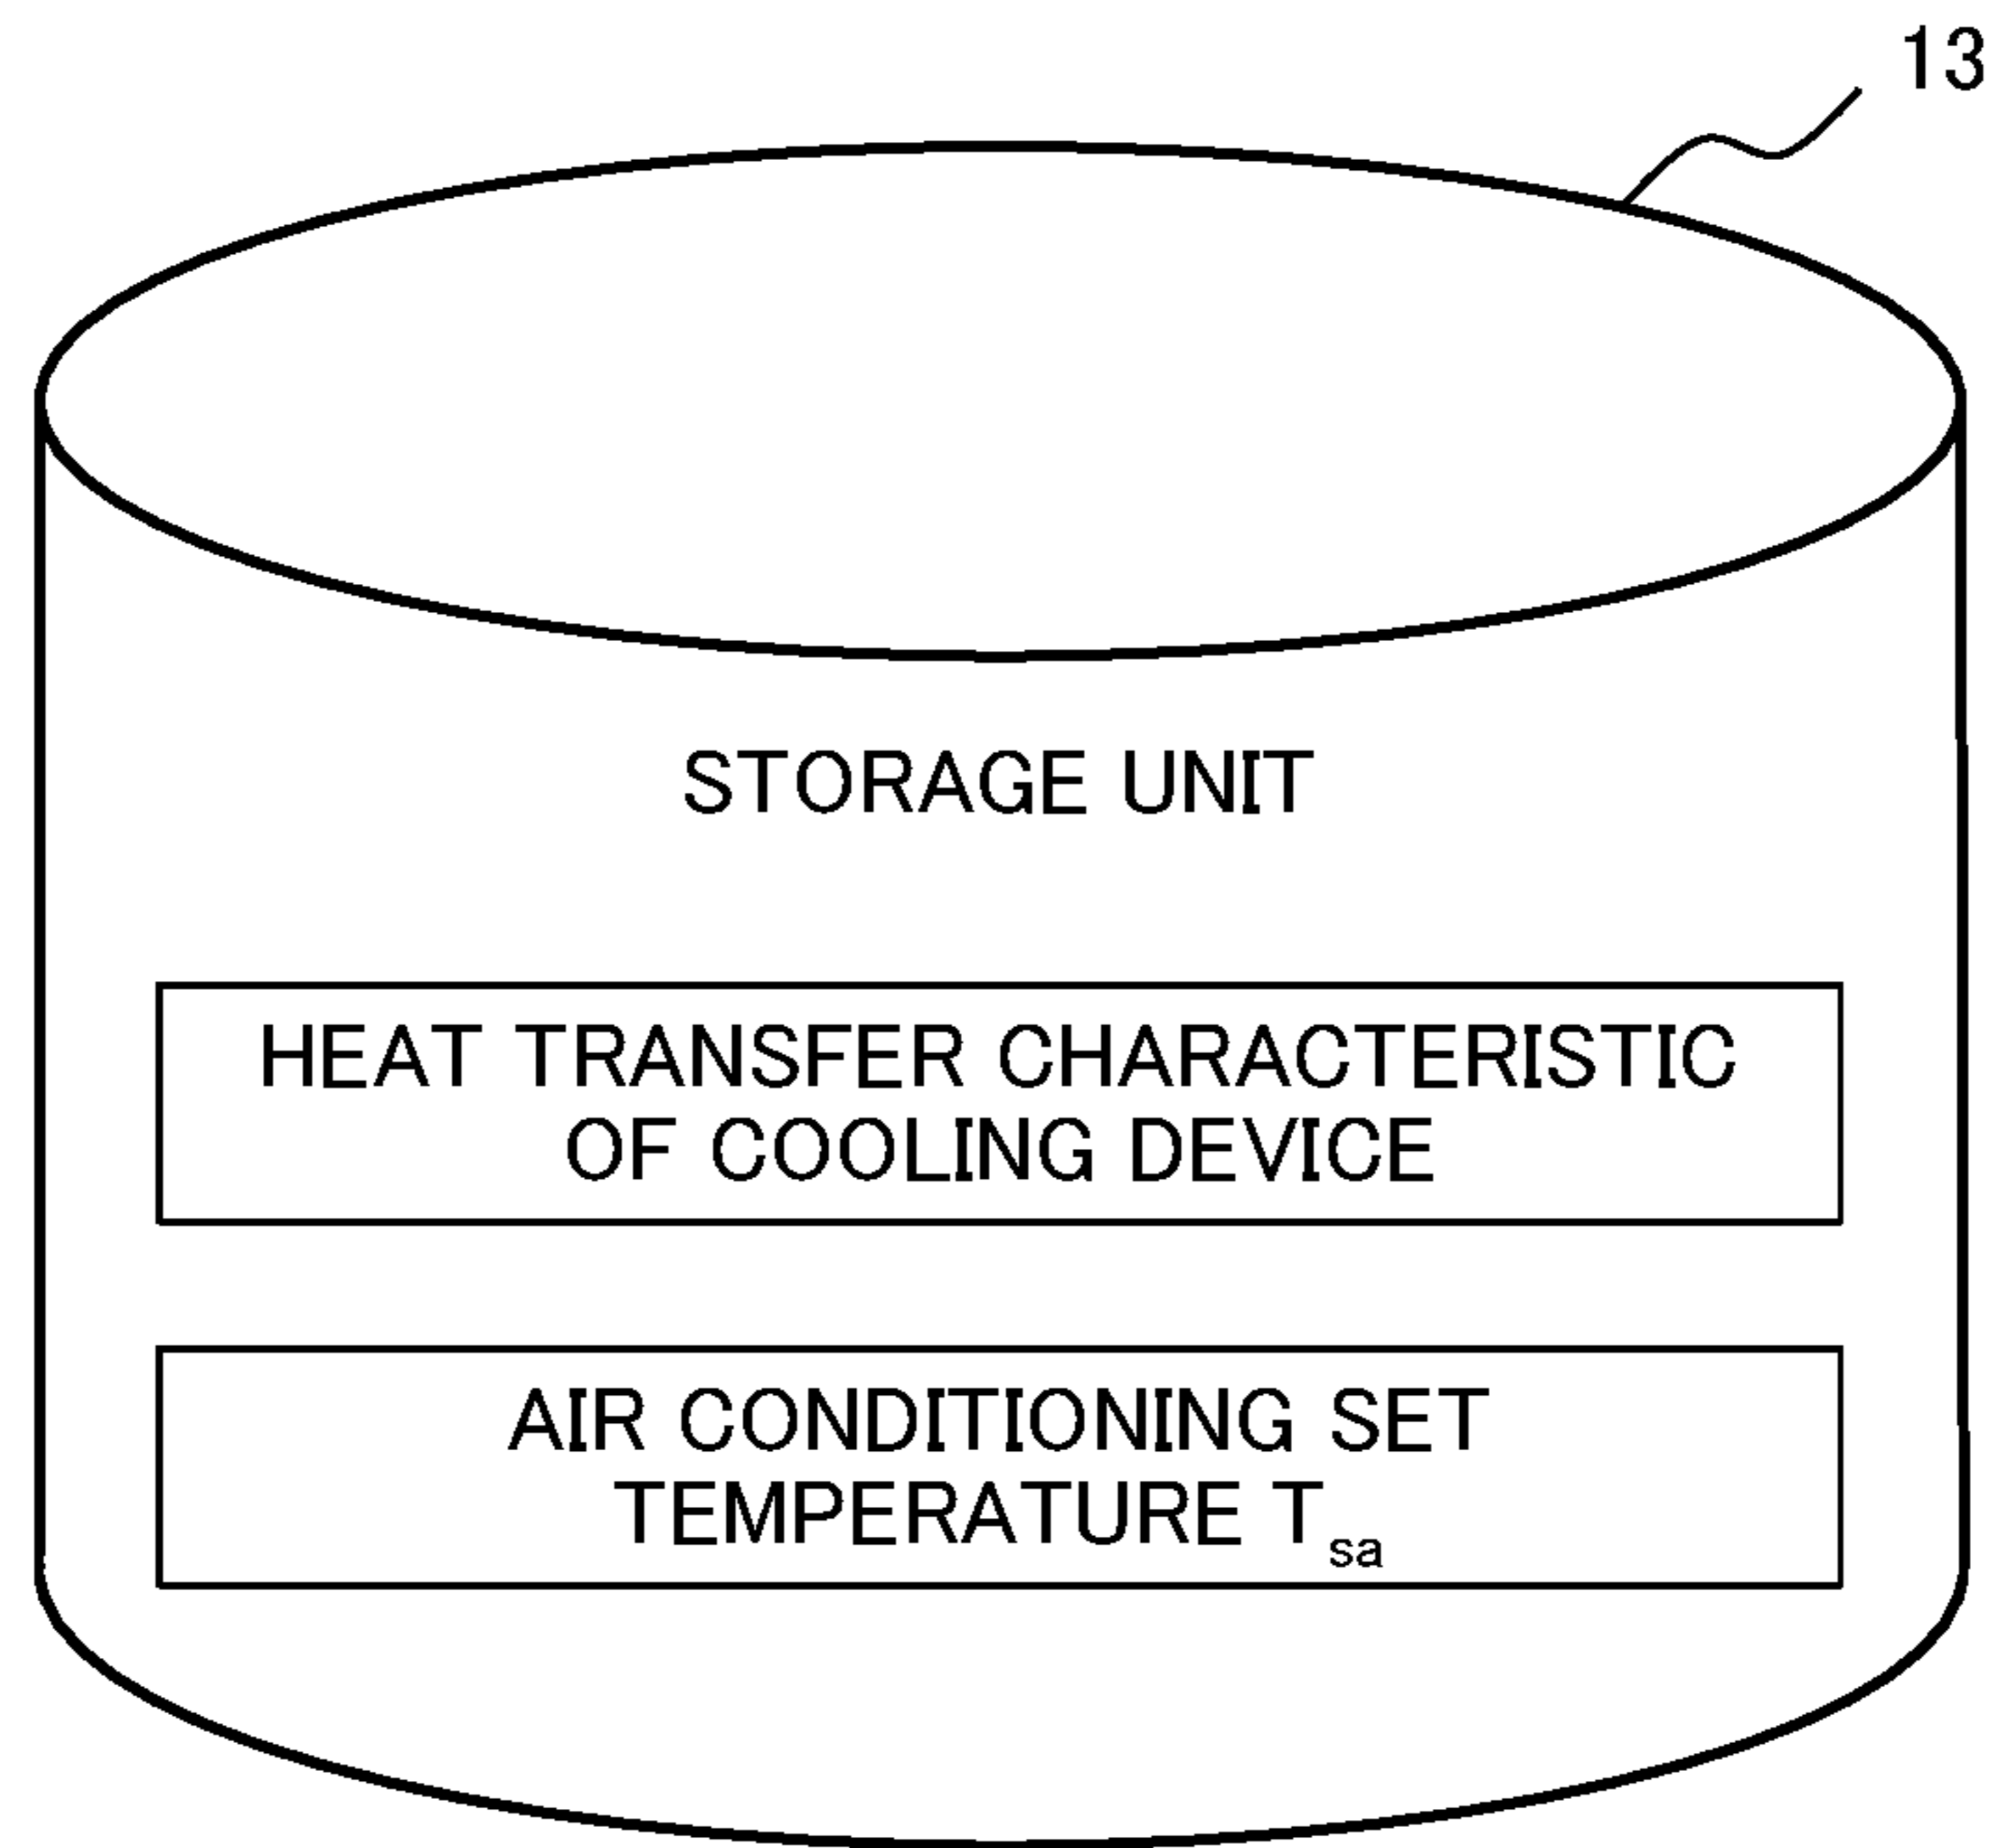 13
STORAGE UNIT
HEAT TRANSFER CHARACTERISTIC
OF COOLING DEVICE
AIR CONDITIONING SET
TEMPERATURE Tsa